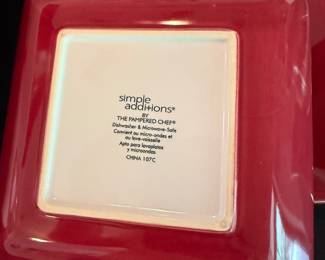 simple
additions®
BY
THE PAMPERED CHEF®
Dishwasher & Microwave-Safe
Convient au micro-ondes et
au lave-vaisselle
Apto para lavaplatos
y microondas
CHINA 107C